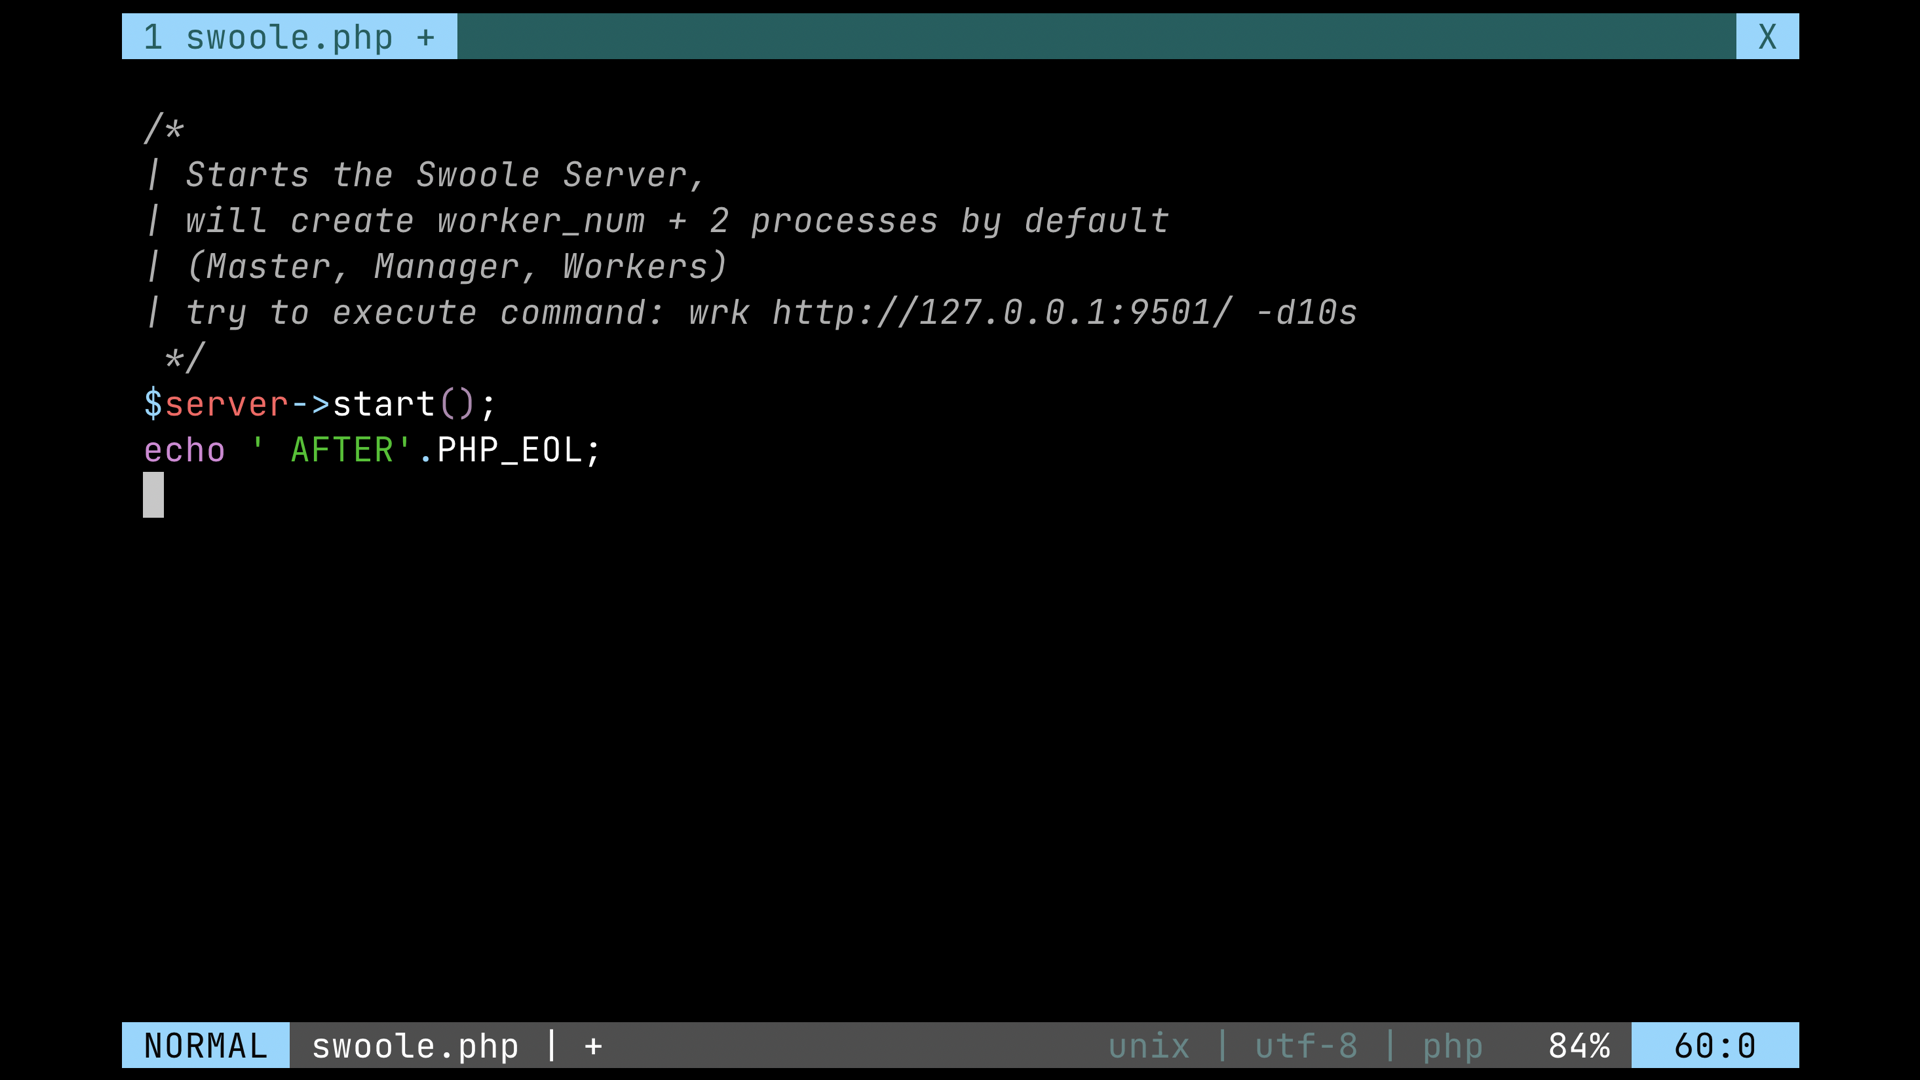 1 swoole.php + X
/*
| Starts the Swoole Server,
| will create worker_num + 2 processes by default
| (Master, Manager, Workers)
| try to execute command: wrk http://127.0.0.1:9501/ -d10s
 */
$server->start();
echo ' AFTER'.PHP_EOL;
NORMAL swoole.php | + unix | utf-8 | php 84% 60:0